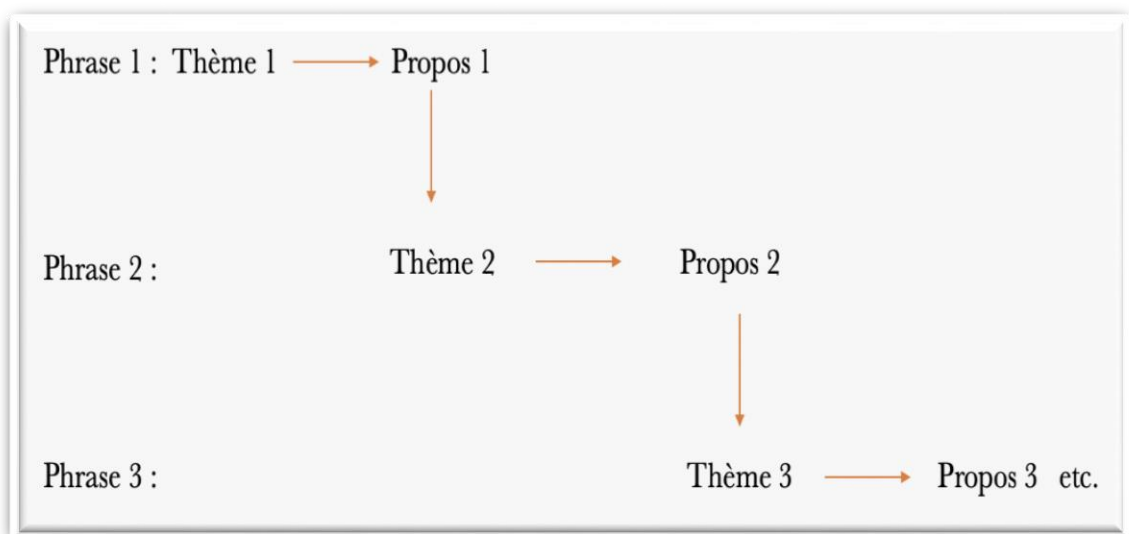 Phrase 1 : Thème 1 Propos 1
Phrase 2 : Thème 2 Propos 2
Phrase 3 : Thème 3 Propos 3 etc.